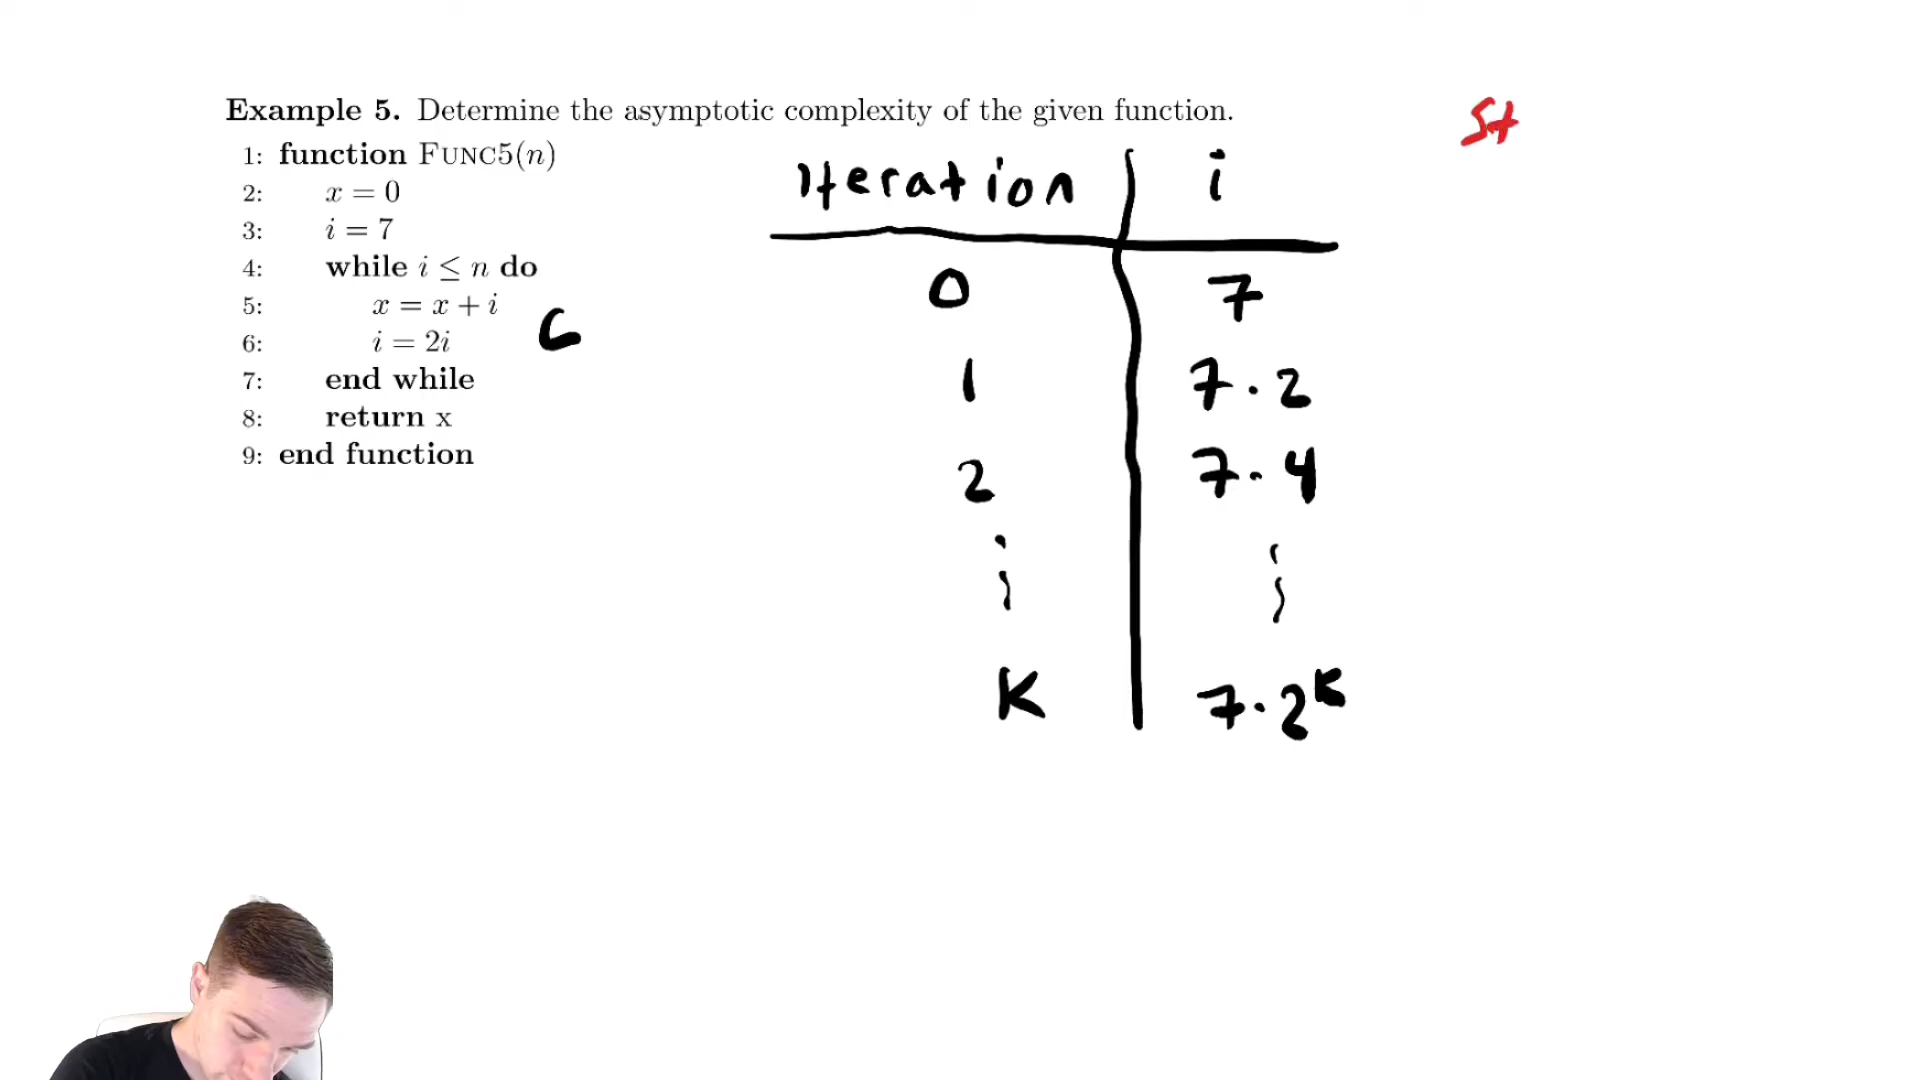 Example 5. Determine the asymptotic complexity of the given function.
1: function FUNC5(n)
2: x = 0
3: i = 7
4: while i ≤ n do
5: x = x + i
6: i = 2i
7: end while
8: return x
9: end function
C
Iteration i
0 7
1 7·2
2 7·4
⋮ ⋮
K 7·2^K
St